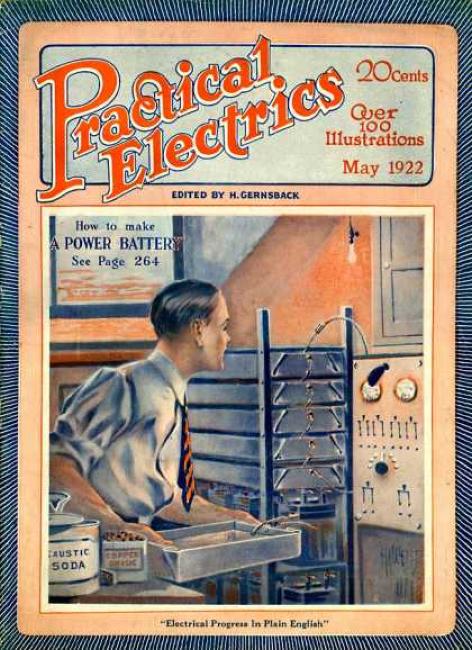 Practical
Electrics
20 Cents
Over
100
Illustrations
May 1922
EDITED BY H. GERNSBACK
How to make
A POWER BATTERY
See Page 264
CAUSTIC
SODA
COPPER
OXIDE
"Electrical Progress In Plain English"